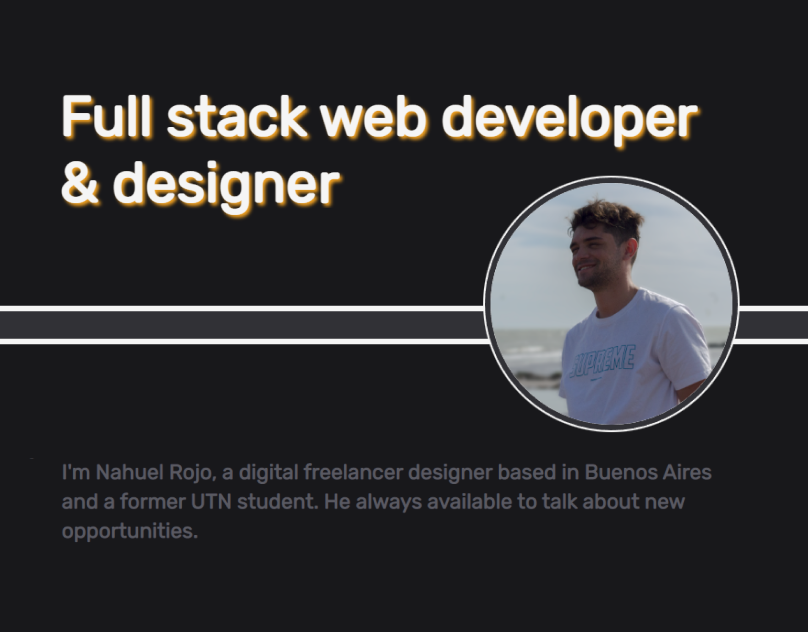 Full stack web developer
& designer
SUPREME
I'm Nahuel Rojo, a digital freelancer designer based in Buenos Aires
and a former UTN student. He always available to talk about new
opportunities.